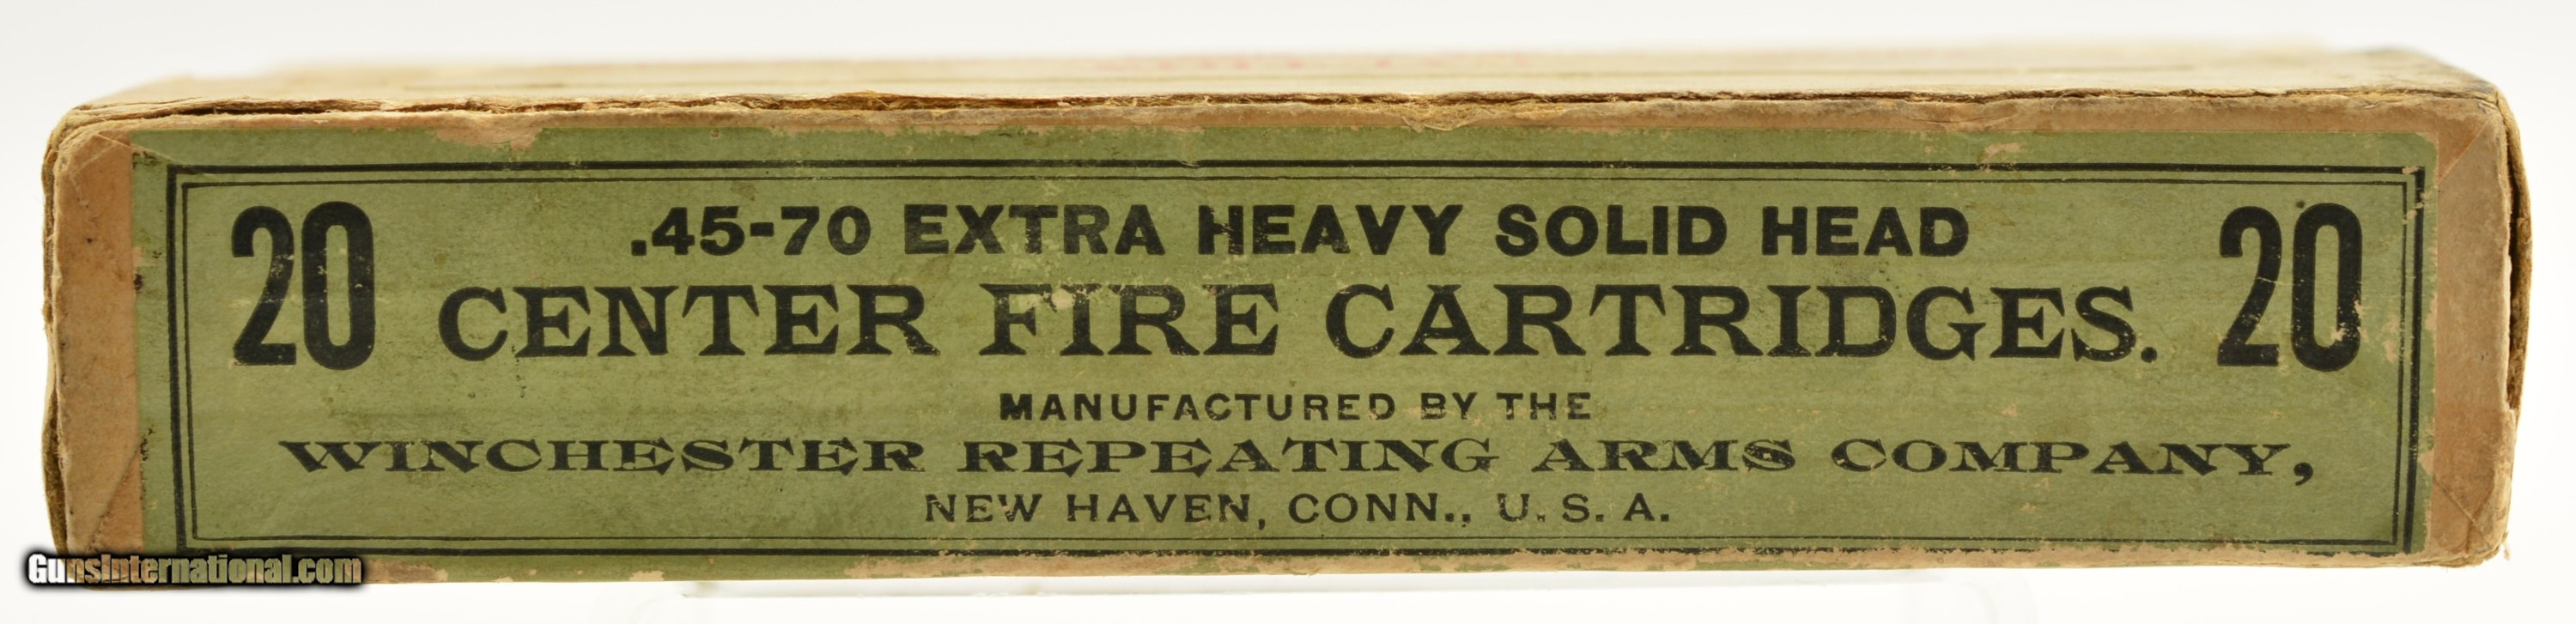 20
.45-70 EXTRA HEAVY SOLID HEAD
CENTER FIRE CARTRIDGES.
20
MANUFACTURED BY THE
WINCHESTER REPEATING ARMS COMPANY,
NEW HAVEN, CONN., U. S. A.
GunsInternational.com